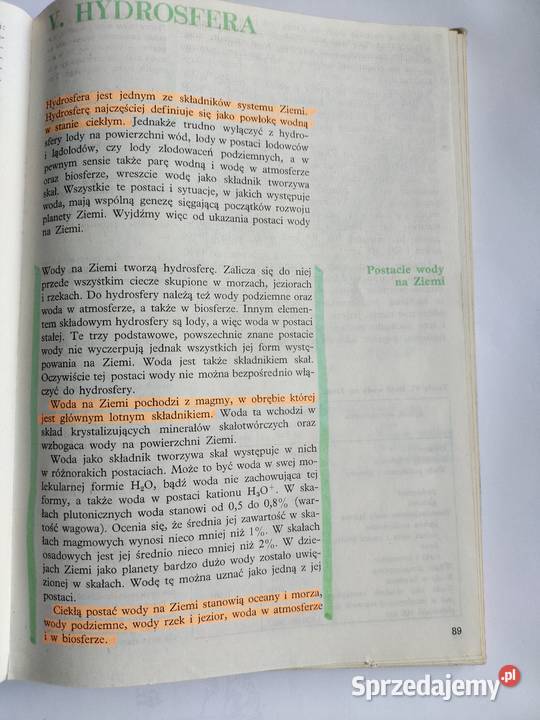 V. HYDROSFERA
Hydrosfera jest jednym ze składników systemu Ziemi.
Hydrosferę najczęściej definiuje się jako powłokę wodną
w stanie ciekłym. Jednakże trudno wyłączyć z hydro-
sfery lody na powierzchni wód, lody w postaci lodowców
i lądolodów, czy lody zlodowaceń podziemnych, a w
pewnym sensie także parę wodną i wodę w atmosferze
oraz biosferze, wreszcie wodę jako składnik tworzywa
skał. Wszystkie te postaci i sytuacje, w jakich występuje
woda, mają wspólną genezę sięgającą początków rozwoju
planety Ziemi. Wyjdźmy więc od ukazania postaci wody
na Ziemi.
Postacie wody
na Ziemi
Wody na Ziemi tworzą hydrosferę. Zalicza się do niej
przede wszystkim ciecze skupione w morzach, jeziorach
i rzekach. Do hydrosfery należą też wody podziemne oraz
woda w atmosferze, a także w biosferze. Innym elemen-
tem składowym hydrosfery są lody, a więc woda w postaci
stałej. Te trzy podstawowe, powszechnie znane postacie
wody nie wyczerpują jednak wszystkich jej form wystę-
powania na Ziemi. Woda jest także składnikiem skał.
Oczywiście tej postaci wody nie można bezpośrednio włą-
czyć do hydrosfery.
Woda na Ziemi pochodzi z magmy, w obrębie której
jest głównym lotnym składnikiem. Woda ta wchodzi w
skład krystalizujących minerałów skałotwórczych oraz
wzbogaca wody na powierzchni Ziemi.
Woda jako składnik tworzywa skał występuje w nich
w różnorakich postaciach. Może to być woda w swej mo-
lekularnej formie H₂O, bądź woda nie zachowująca tej
formy, a także woda w postaci kationu H₃O⁺. W ska-
łach plutonicznych woda stanowi od 0,5 do 0,8% (war-
tość wagowa). Ocenia się, że średnia jej zawartość w ska-
łach magmowych wynosi nieco mniej niż 1%. W skałach
osadowych jest jej średnio nieco mniej niż 2%. W dzie-
jach Ziemi jako planety bardzo dużo wody zostało uwię-
zionej w skałach. Wodę tę można uznać jako jedną z jej
postaci.
Ciekłą postać wody na Ziemi stanowią oceany i morza,
wody podziemne, wody rzek i jezior, woda w atmosferze
i w biosferze.
89
Sprzedajemy.pl